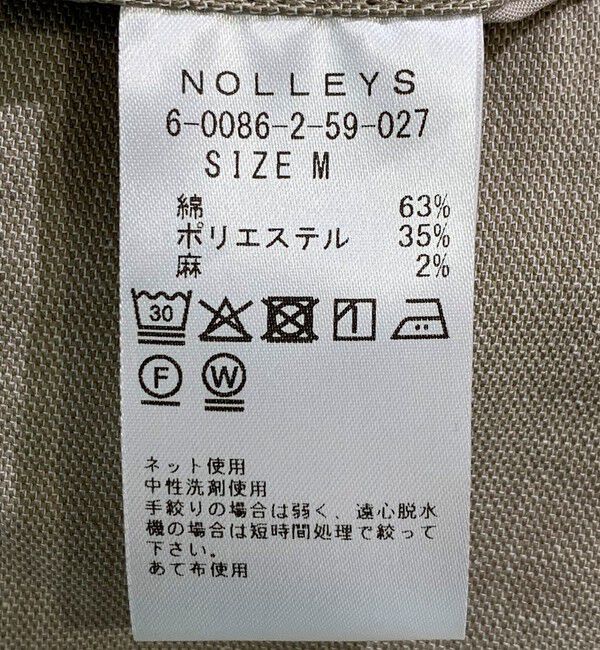 NOLLEYS
6-0086-2-59-027
SIZE M
綿 63%
ポリエステル 35%
麻 2%
30
F W
ネット使用
中性洗剤使用
手絞りの場合は弱く、遠心脱水
機の場合は短時間処理で絞って
下さい。
あて布使用